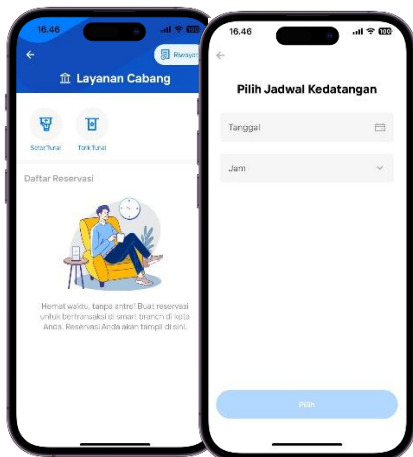 16.46
100
Riwayat
Layanan Cabang
Setor Tunai
Tarik Tunai
Daftar Reservasi
Hemat waktu, tanpa antre! Buat reservasi
untuk bertransaksi di smart branch di kota
Anda. Reservasi Anda akan tampil di sini.
16.46
100
Pilih Jadwal Kedatangan
Tanggal
Jam
Pilih